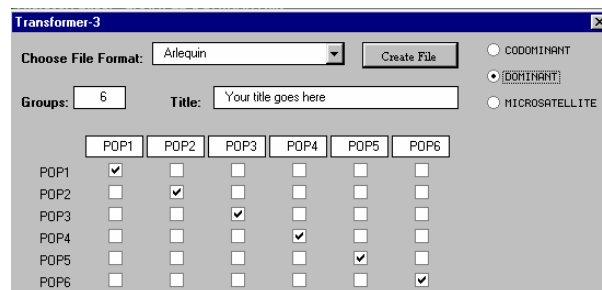 Transformer-3
Choose File Format: Arlequin Create File
CODOMINANT
DOMINANT
MICROSATELLITE
Groups: 6 Title: Your title goes here
POP1 POP2 POP3 POP4 POP5 POP6
POP1
POP2
POP3
POP4
POP5
POP6